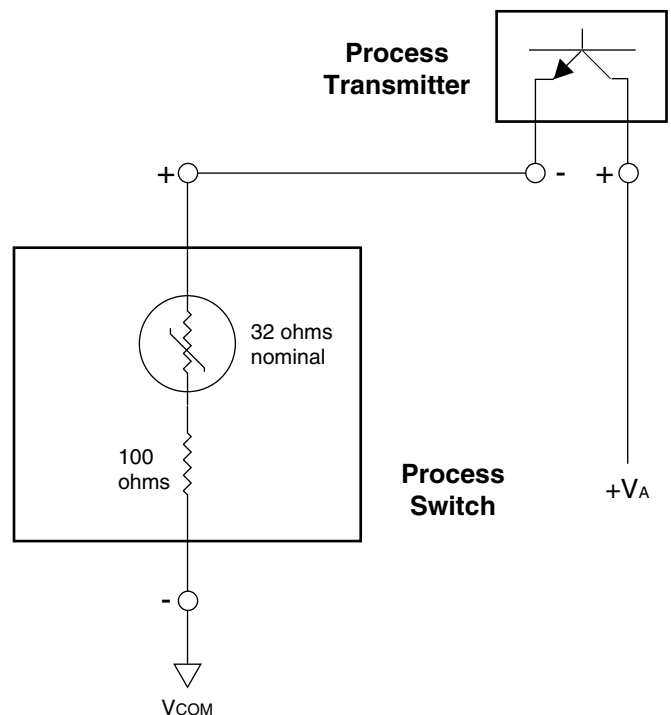 Process
Transmitter
+
-
+
32 ohms
nominal
100
ohms
Process
Switch
+VA
-
VCOM